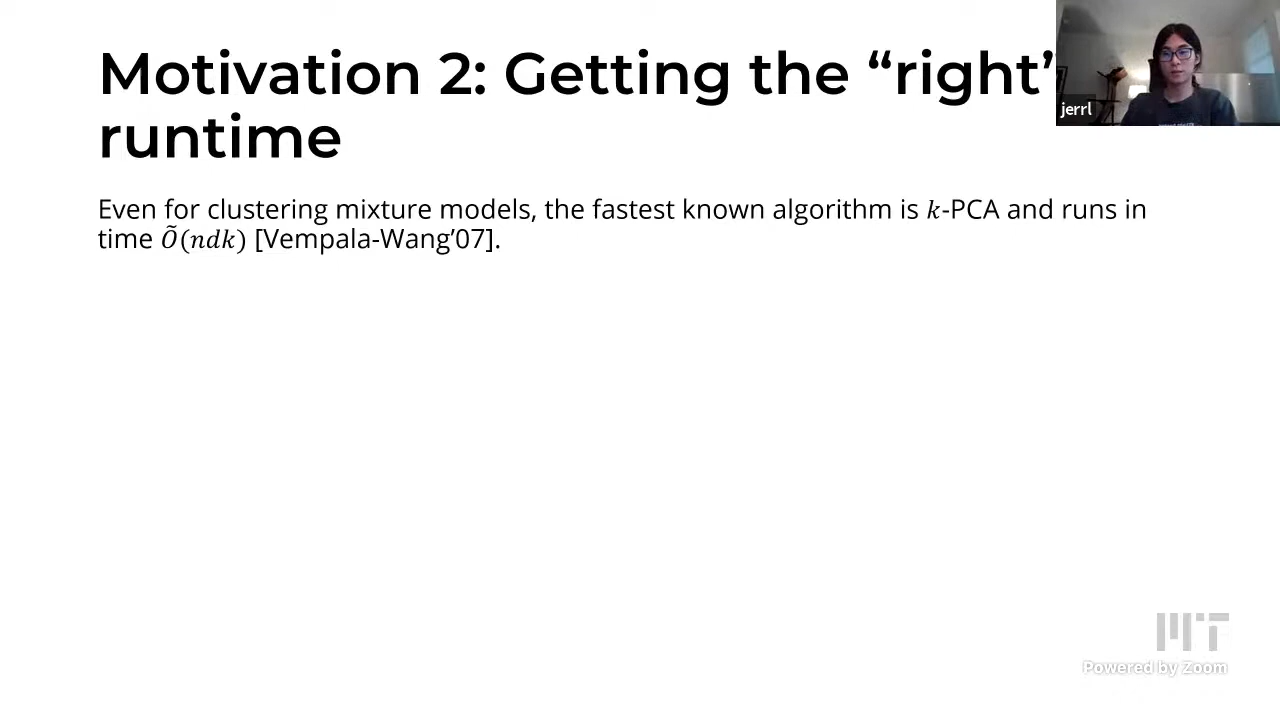 Motivation 2: Getting the “right”
runtime
jerrl
Even for clustering mixture models, the fastest known algorithm is 𝑘-PCA and runs in
time Õ(𝑛𝑑𝑘) [Vempala-Wang’07].
MIT
Powered by Zoom